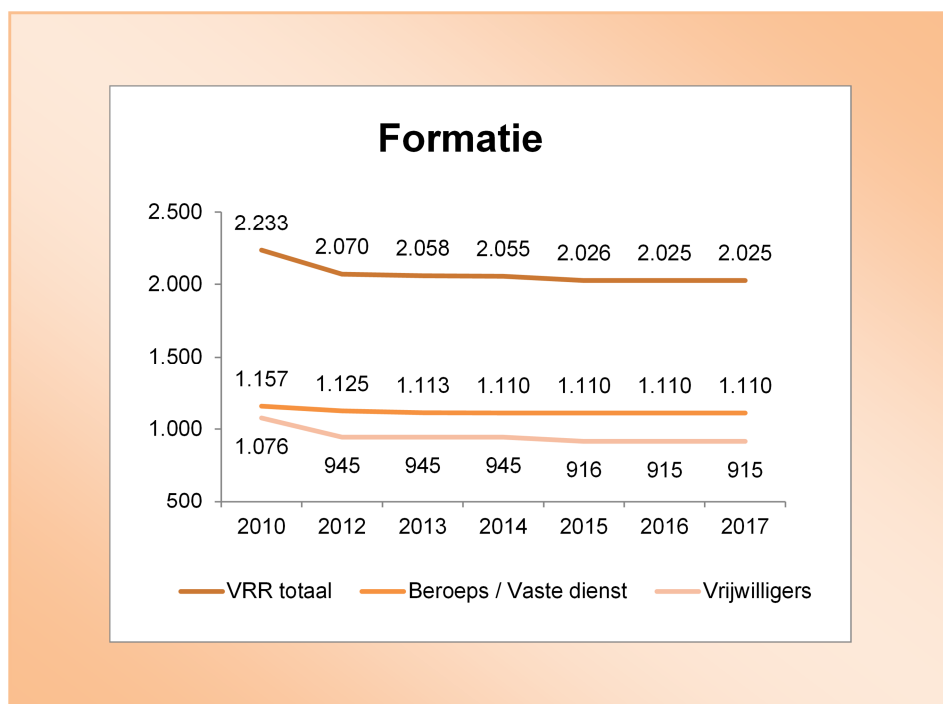 Formatie
2.500
2.233
2.070 2.058 2.055 2.026 2.025 2.025
2.000
1.500
1.157 1.125 1.113 1.110 1.110 1.110 1.110
1.000
1.076
945 945 945 916 915 915
500
2010 2012 2013 2014 2015 2016 2017
VRR totaal Beroeps / Vaste dienst Vrijwilligers